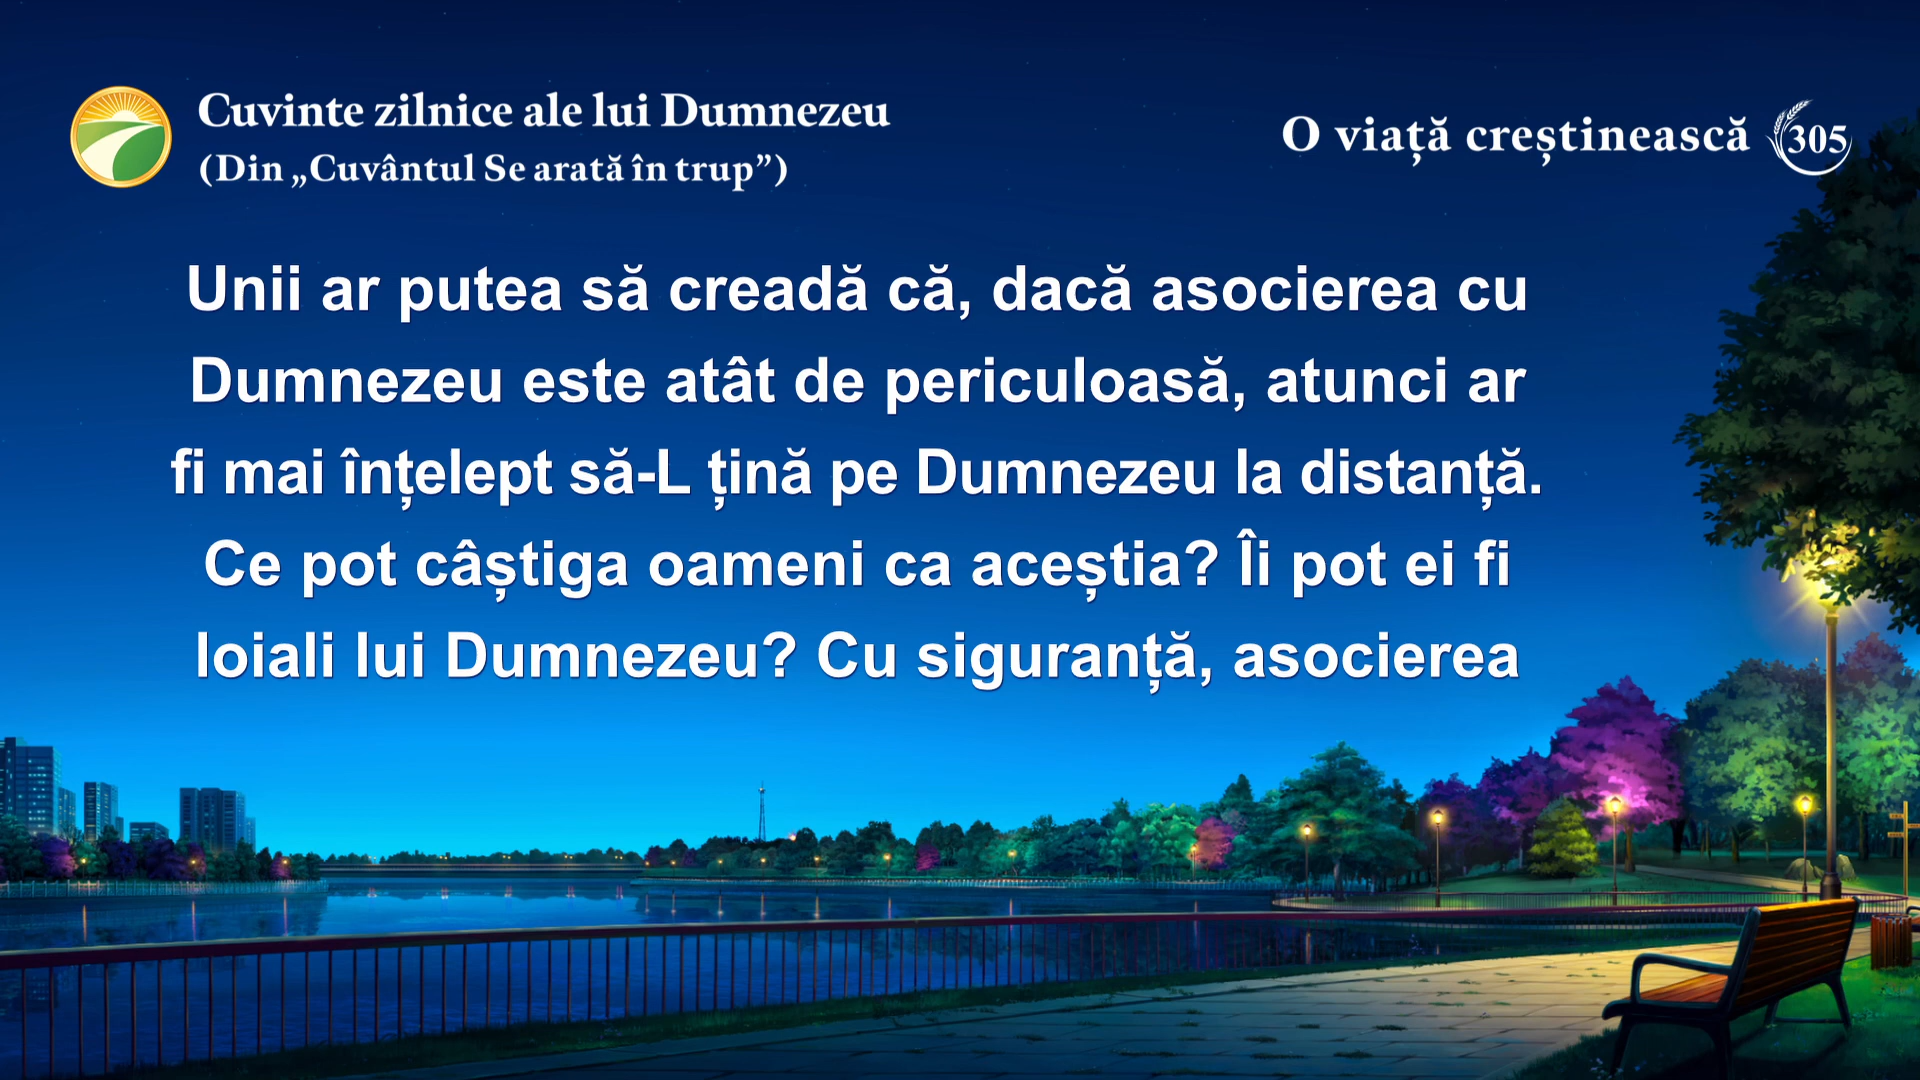 Cuvinte zilnice ale lui Dumnezeu
(Din „Cuvântul Se arată în trup”)
O viață creștinească 305
Unii ar putea să creadă că, dacă asocierea cu
Dumnezeu este atât de periculoasă, atunci ar
fi mai înțelept să-L țină pe Dumnezeu la distanță.
Ce pot câștiga oameni ca aceștia? Îi pot ei fi
loiali lui Dumnezeu? Cu siguranță, asocierea